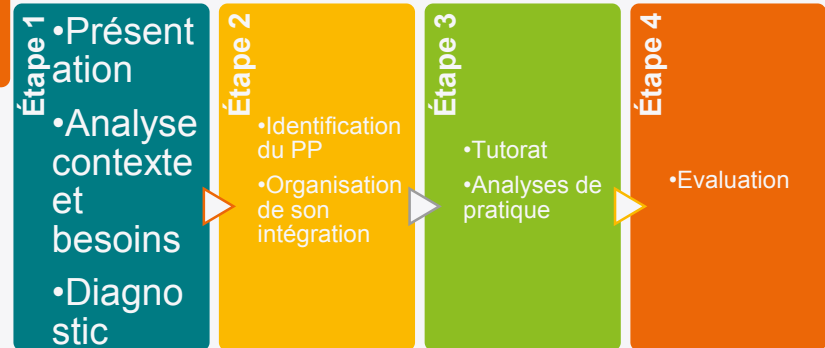 Étape 1
•Présent
ation
•Analyse
contexte
et
besoins
•Diagno
stic
Étape 2
•Identification
du PP
•Organisation
de son
intégration
Étape 3
•Tutorat
•Analyses de
pratique
Étape 4
•Evaluation